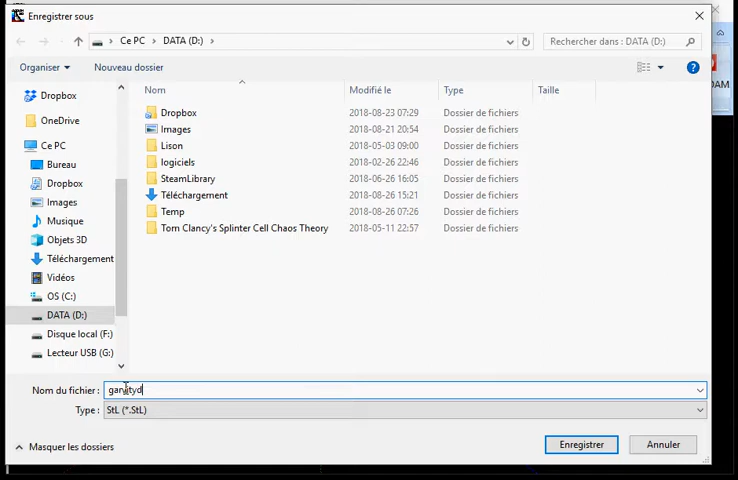 Enregistrer sous
Ce PC > DATA (D:) >
Rechercher dans : DATA (D:)
Organiser
Nouveau dossier
Nom
Modifié le
Type
Taille
Dropbox
OneDrive
Ce PC
Bureau
Dropbox
Images
Musique
Objets 3D
Téléchargement
Vidéos
OS (C:)
DATA (D:)
Disque local (F:)
Lecteur USB (G:)
Dropbox 2018-08-23 07:29 Dossier de fichiers
Images 2018-08-21 20:54 Dossier de fichiers
Lison 2018-05-03 09:00 Dossier de fichiers
logiciels 2018-02-26 22:46 Dossier de fichiers
SteamLibrary 2018-06-26 16:05 Dossier de fichiers
Téléchargement 2018-08-26 15:21 Dossier de fichiers
Temp 2018-08-26 07:26 Dossier de fichiers
Tom Clancy's Splinter Cell Chaos Theory 2018-05-11 22:57 Dossier de fichiers
Nom du fichier :
Type : StL (*.StL)
Masquer les dossiers
Enregistrer
Annuler